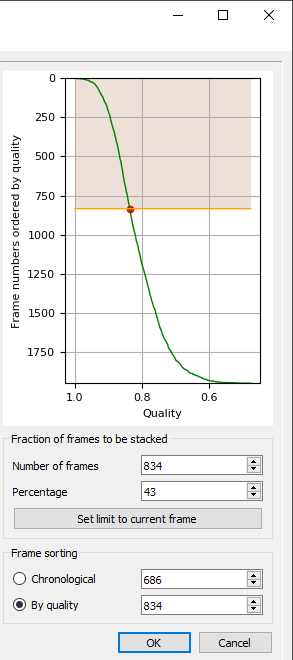 0
250
500
750
1000
1250
1500
1750
Frame numbers ordered by quality
1.0 0.8 0.6
Quality
Fraction of frames to be stacked
Number of frames 834
Percentage 43
Set limit to current frame
Frame sorting
Chronological 686
By quality 834
OK Cancel